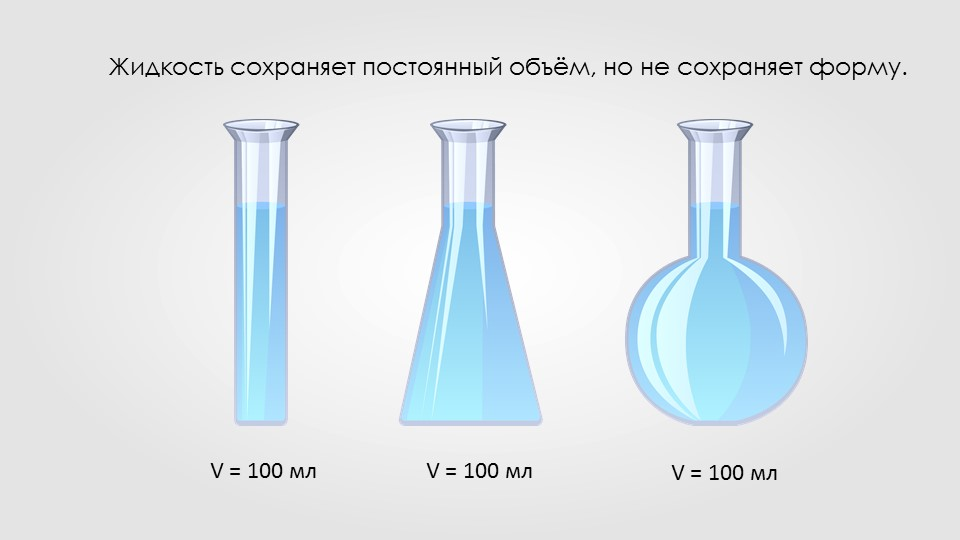 Жидкость сохраняет постоянный объём, но не сохраняет форму.
V = 100 мл
V = 100 мл
V = 100 мл